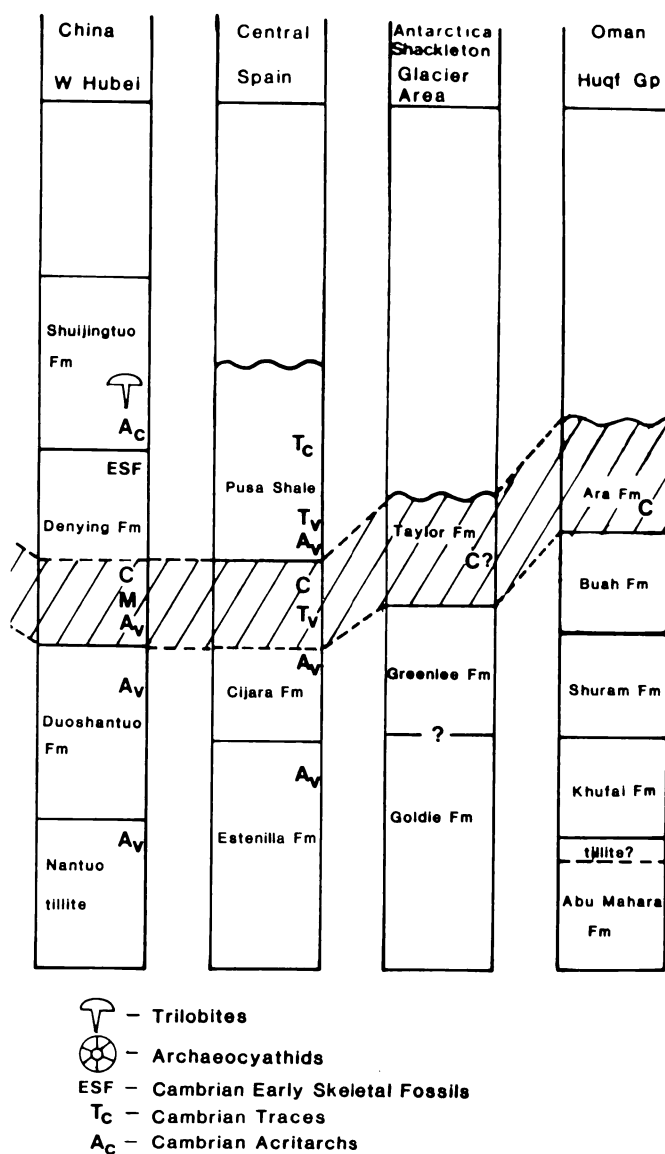 China
W Hubei
Central
Spain
Antarctica
Shackleton
Glacier
Area
Oman
Huqf Gp
Shuijingtuo
Fm
Ac
ESF
Denying Fm
C
M
Av
Av
Duoshantuo
Fm
Av
Nantuo
tillite
Tc
Pusa Shale
Tv
Av
C
Tv
Av
Cijara Fm
Av
Estenilla Fm
Taylor Fm
C?
Greenlee Fm
?
Goldie Fm
Ara Fm
C
Buah Fm
Shuram Fm
Khufai Fm
tillite?
Abu Mahara
Fm
– Trilobites
– Archaeocyathids
ESF – Cambrian Early Skeletal Fossils
Tc – Cambrian Traces
Ac – Cambrian Acritarchs